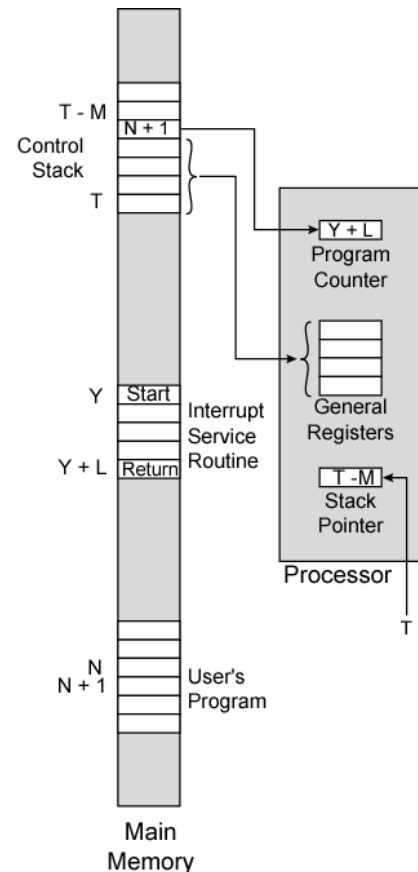 T - M
N + 1
Control
Stack
T
Y + L
Program
Counter
Y
Start
Interrupt
Service
Routine
General
Registers
Y + L
Return
T -M
Stack
Pointer
Processor
T
N
N + 1
User's
Program
Main
Memory